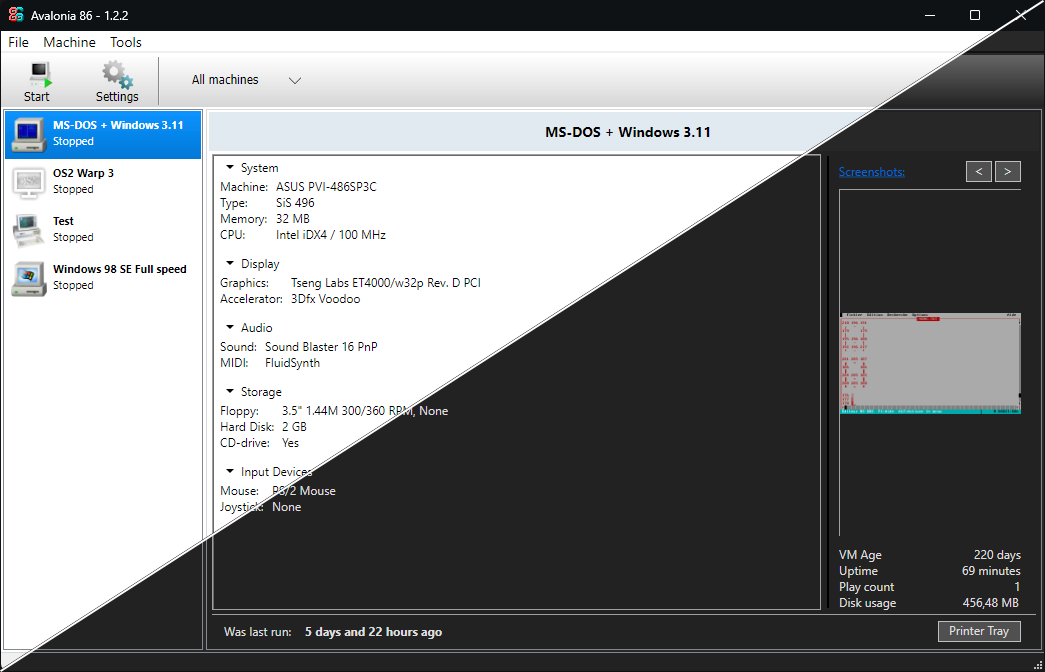 Avalonia 86 - 1.2.2
File Machine Tools
Start
Settings
All machines
MS-DOS + Windows 3.11
Stopped
OS2 Warp 3
Stopped
Test
Stopped
Windows 98 SE Full speed
Stopped
MS-DOS + Windows 3.11
System
Machine: ASUS PVI-486SP3C
Type: SiS 496
Memory: 32 MB
CPU: Intel iDX4 / 100 MHz
Display
Graphics: Tseng Labs ET4000/w32p Rev. D PCI
Accelerator: 3Dfx Voodoo
Audio
Sound: Sound Blaster 16 PnP
MIDI: FluidSynth
Storage
Floppy: 3.5" 1.44M 300/360 RPM, None
Hard Disk: 2 GB
CD-drive: Yes
Input Devices
Mouse: PS/2 Mouse
Joystick: None
Screenshots:
< >
VM Age 220 days
Uptime 69 minutes
Play count 1
Disk usage 456,48 MB
Was last run: 5 days and 22 hours ago
Printer Tray